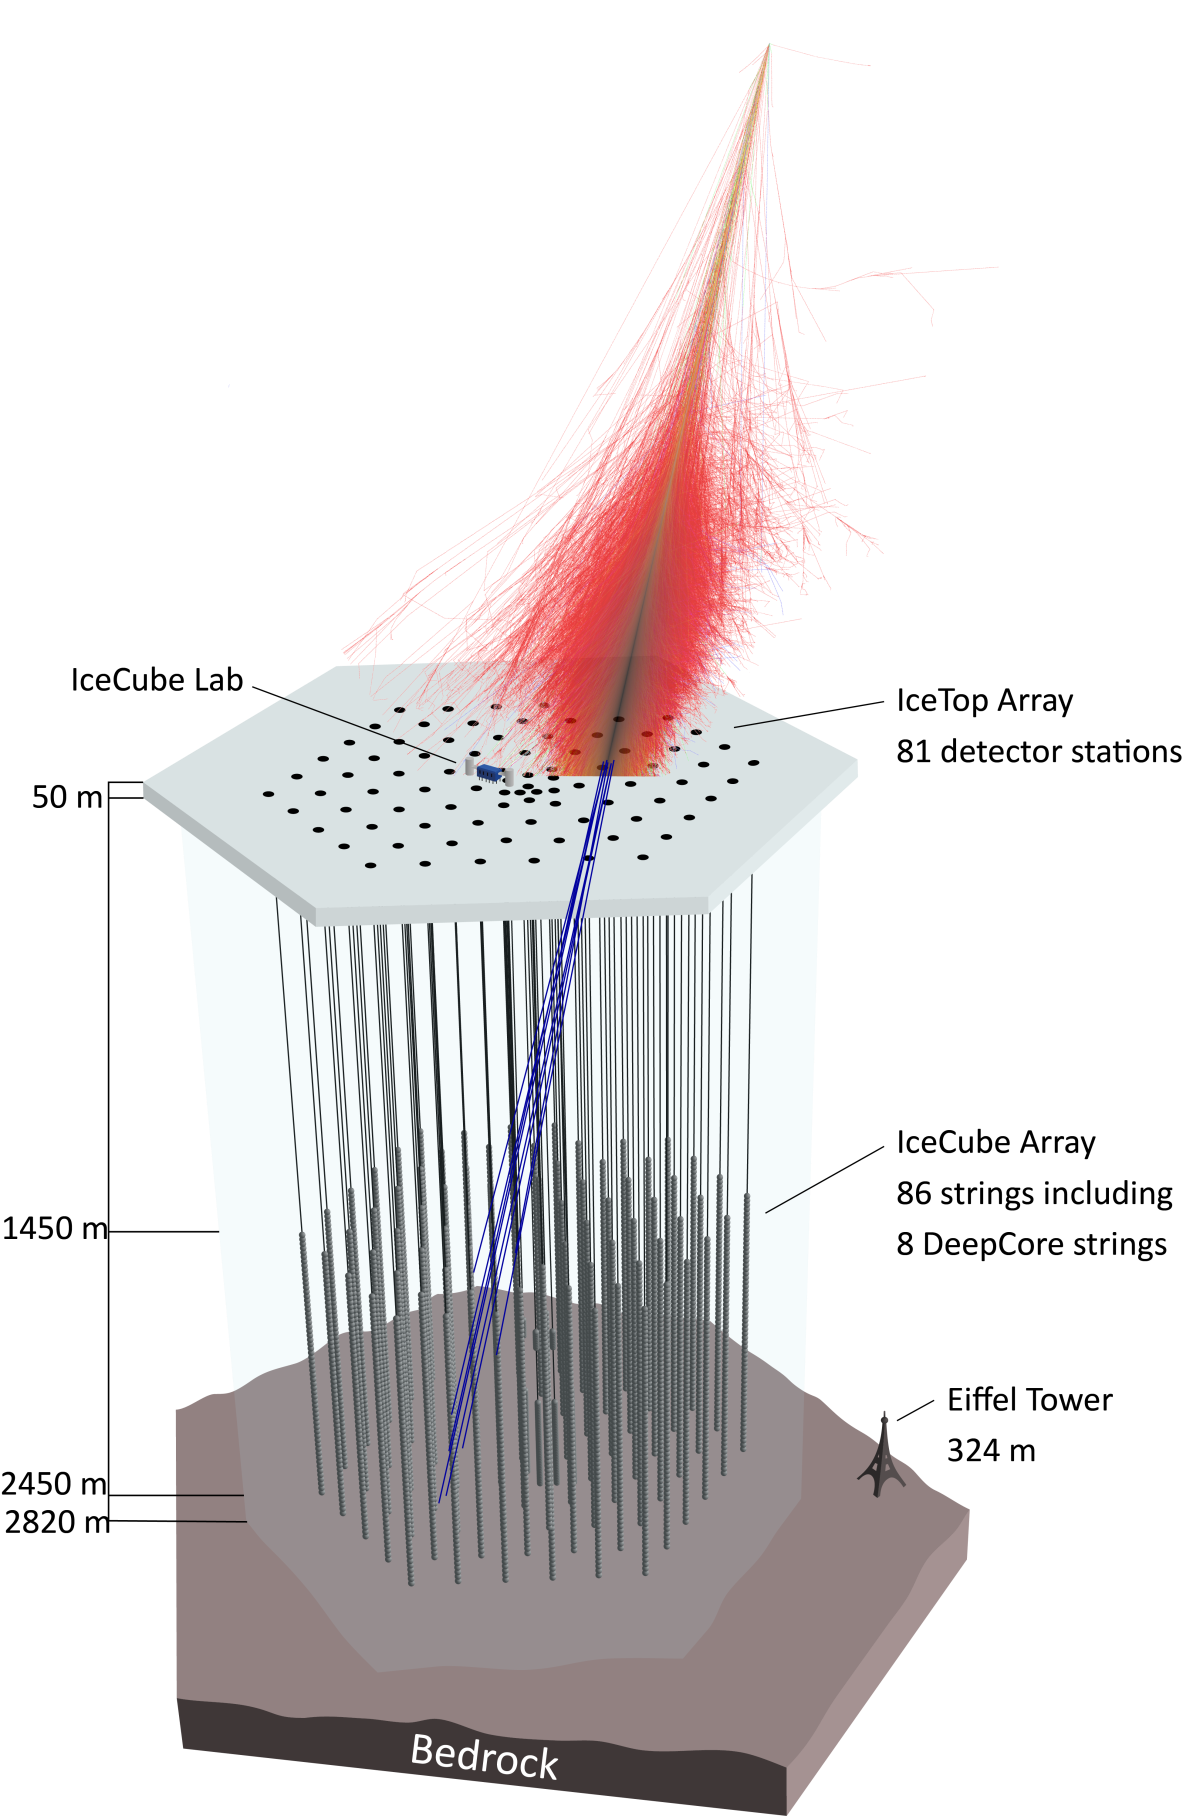 IceCube Lab
IceTop Array
81 detector stations
50 m
IceCube Array
86 strings including
8 DeepCore strings
1450 m
Eiffel Tower
324 m
2450 m
2820 m
Bedrock